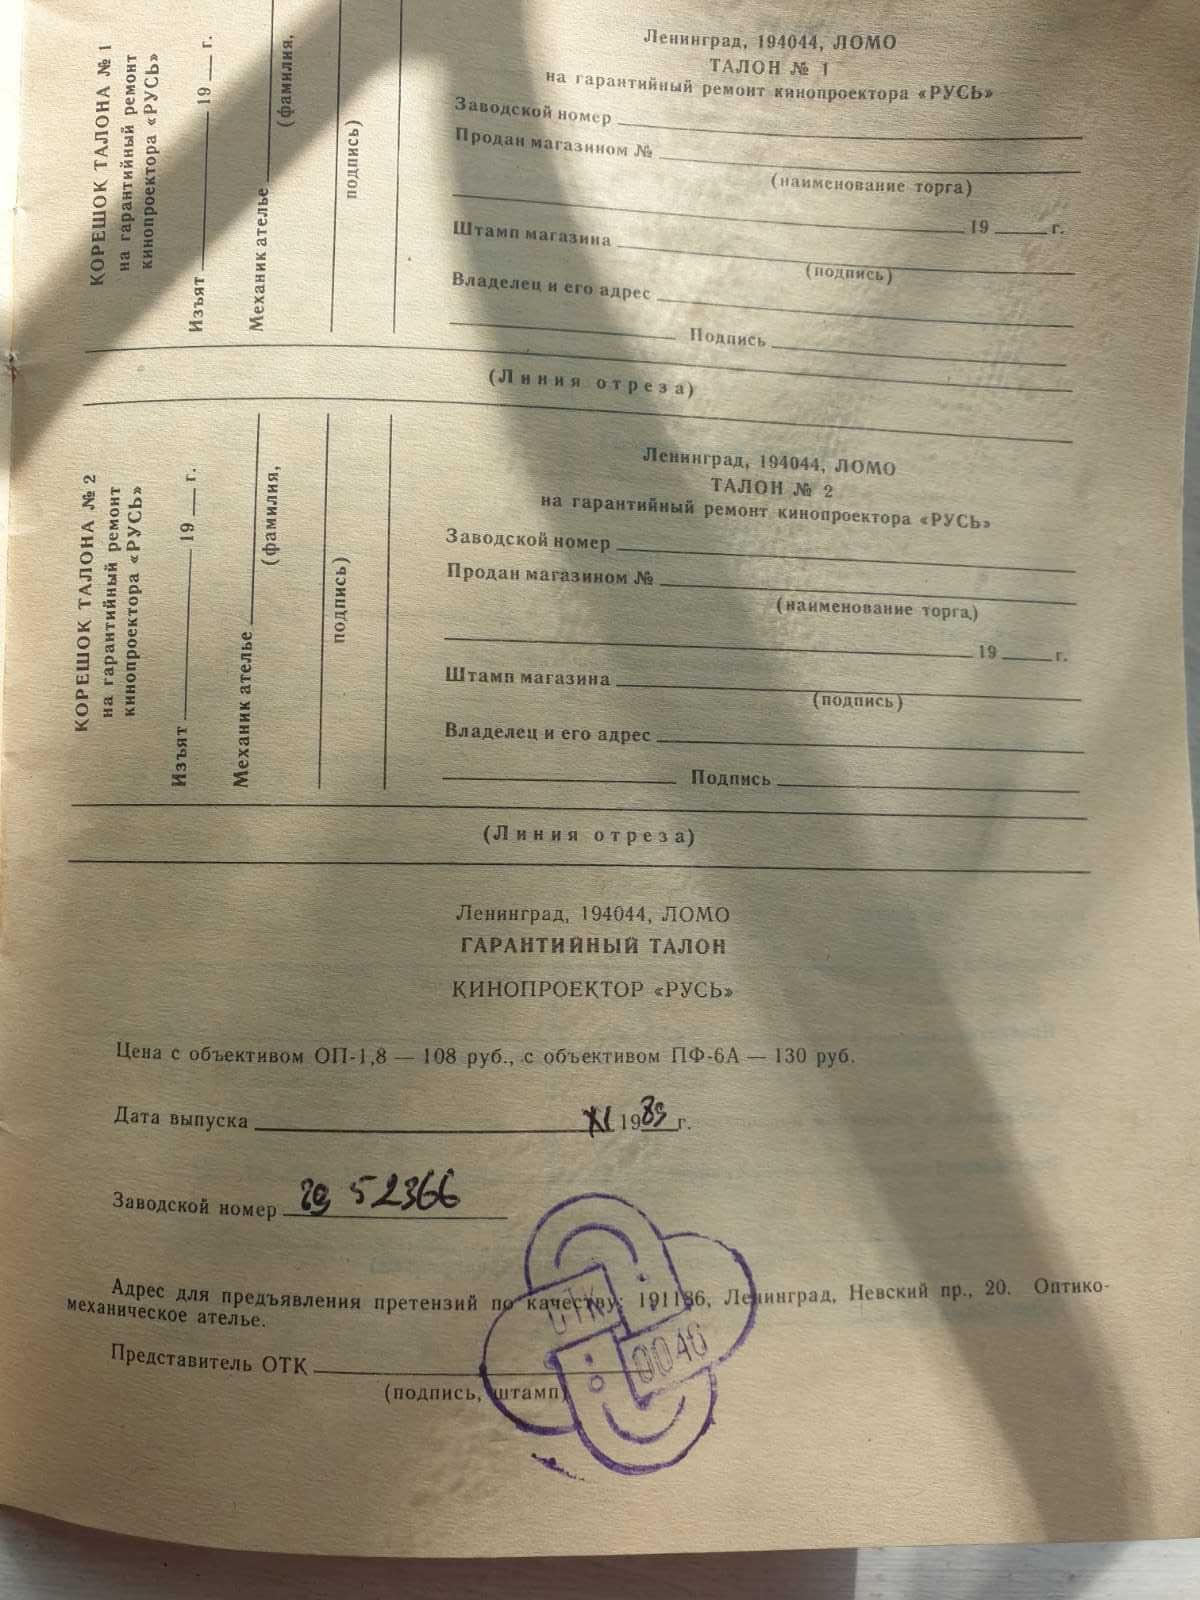 КОРЕШОК ТАЛОНА № 1
на гарантийный ремонт
кинопроектора «РУСЬ»
Изъят 19 г.
Механик ателье
(фамилия,
подпись)
Ленинград, 194044, ЛОМО
ТАЛОН № 1
на гарантийный ремонт кинопроектора «РУСЬ»
Заводской номер
Продан магазином №
(наименование торга)
19 г.
Штамп магазина
(подпись)
Владелец и его адрес
Подпись
(Линия отреза)
КОРЕШОК ТАЛОНА № 2
на гарантийный ремонт
кинопроектора «РУСЬ»
Изъят 19 г.
Механик ателье
(фамилия,
подпись)
Ленинград, 194044, ЛОМО
ТАЛОН № 2
на гарантийный ремонт кинопроектора «РУСЬ»
Заводской номер
Продан магазином №
(наименование торга)
19 г.
Штамп магазина
(подпись)
Владелец и его адрес
Подпись
(Линия отреза)
Ленинград, 194044, ЛОМО
ГАРАНТИЙНЫЙ ТАЛОН
КИНОПРОЕКТОР «РУСЬ»
Цена с объективом ОП-1,8 — 108 руб., с объективом ПФ-6А — 130 руб.
Дата выпуска XI 1989 г.
Заводской номер 52366
Адрес для предъявления претензий по качеству: 191186, Ленинград, Невский пр., 20. Оптико-
механическое ателье.
Представитель ОТК
(подпись, штамп)
ОТК
0040